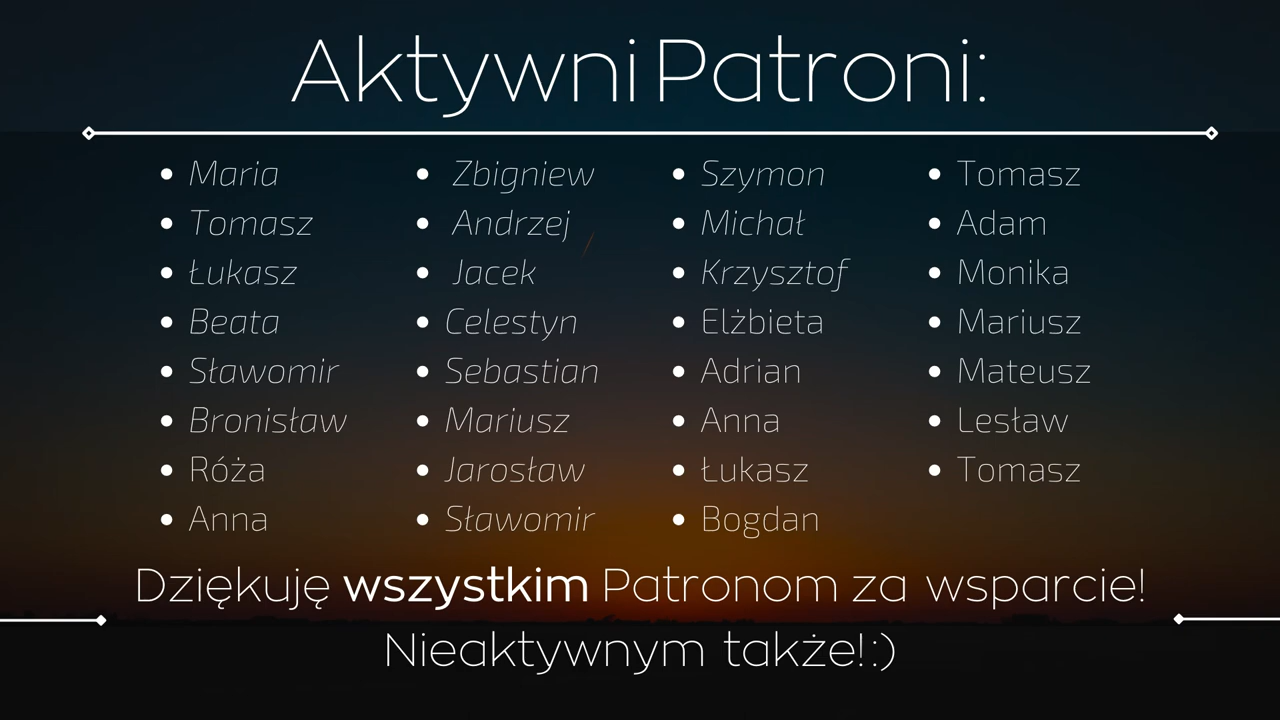 Aktywni Patroni:
• Maria
• Tomasz
• Łukasz
• Beata
• Sławomir
• Bronisław
• Róża
• Anna
• Zbigniew
• Andrzej
• Jacek
• Celestyn
• Sebastian
• Mariusz
• Jarosław
• Sławomir
• Szymon
• Michał
• Krzysztof
• Elżbieta
• Adrian
• Anna
• Łukasz
• Bogdan
• Tomasz
• Adam
• Monika
• Mariusz
• Mateusz
• Lesław
• Tomasz
Dziękuję wszystkim Patronom za wsparcie!
Nieaktywnym także!:)